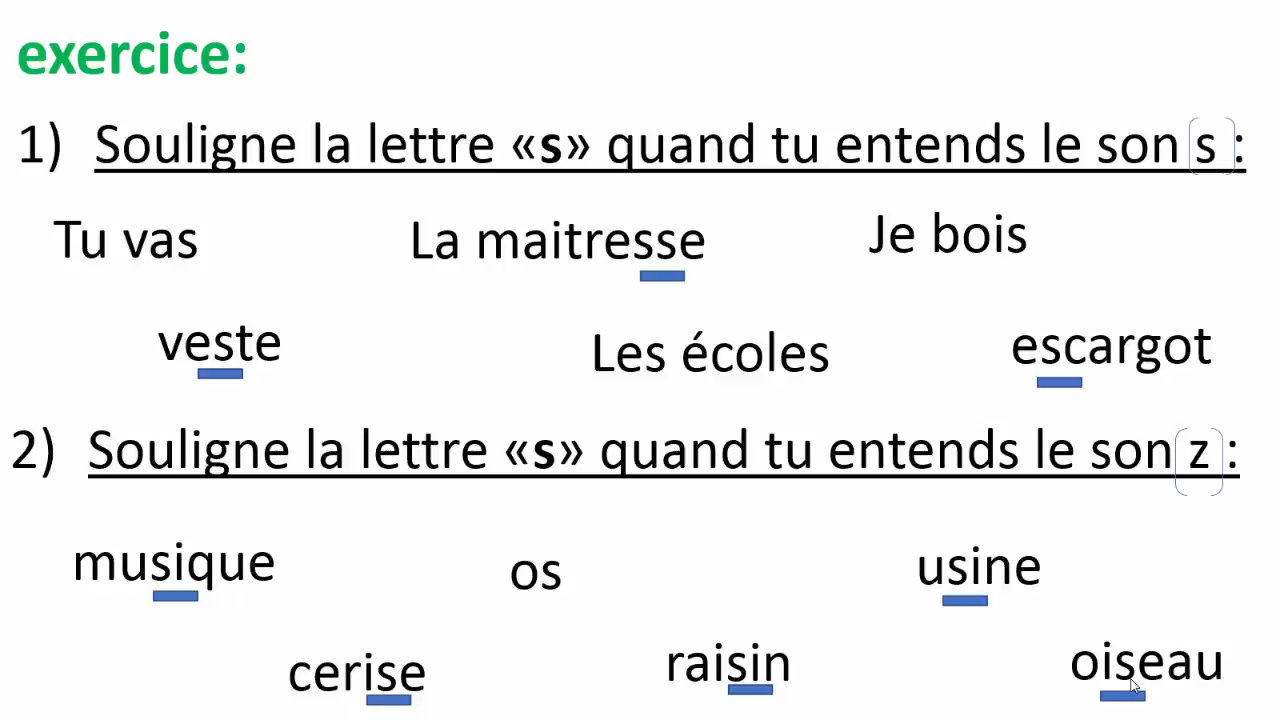 exercice:
1) Souligne la lettre «s» quand tu entends le son (s) :
Tu vas La maitresse Je bois
veste Les écoles escargot
2) Souligne la lettre «s» quand tu entends le son (z) :
musique os usine
cerise raisin oiseau